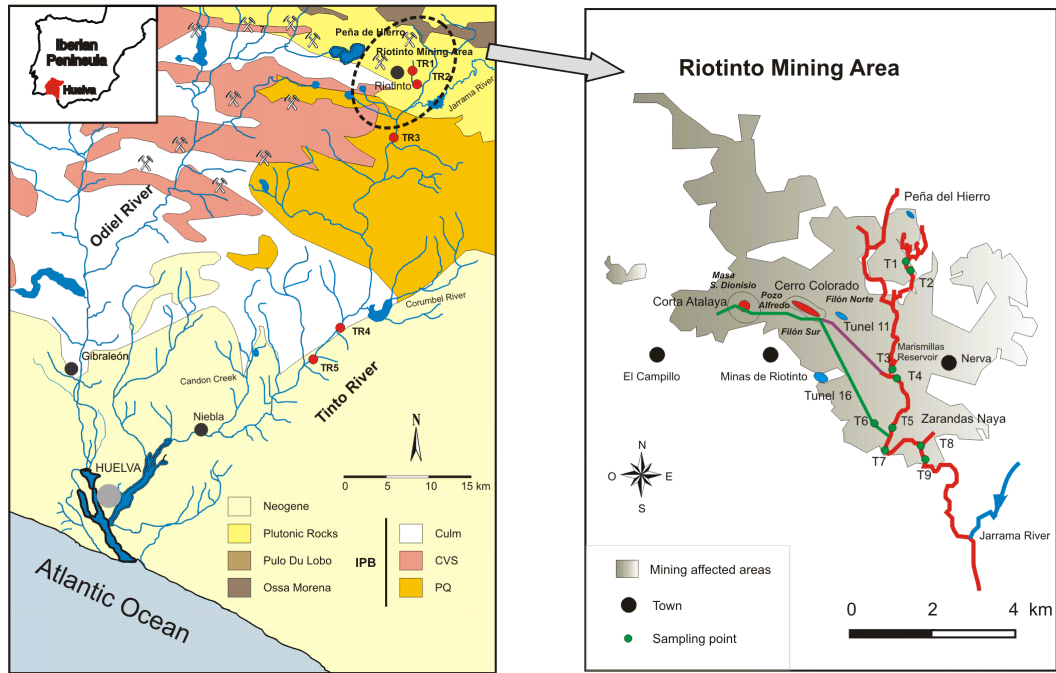 Iberian
Peninsula
Huelva
Peña de Hierro
Riotinto Mining Area
TR1
TR2
Riotinto
Jarrama River
TR3
Odiel River
Corumbel River
TR4
TR5
Gibraleón
Candon Creek
Tinto River
Niebla
N
HUELVA
0 5 10 15 km
Neogene
Plutonic Rocks
Pulo Du Lobo
Ossa Morena
IPB
Culm
CVS
PQ
Atlantic Ocean
Riotinto Mining Area
Peña del Hierro
T1
T2
Masa
S. Dionisio
Cerro Colorado
Pozo
Alfredo
Filón Norte
Corta Atalaya
Tunel 11
Filón Sur
Marismillas
Reservoir
T3
T4
Nerva
El Campillo
Minas de Riotinto
Tunel 16
T5
Zarandas Naya
T6
T7
T8
T9
N
O
E
S
Jarrama River
Mining affected areas
Town
Sampling point
0 2 4 km